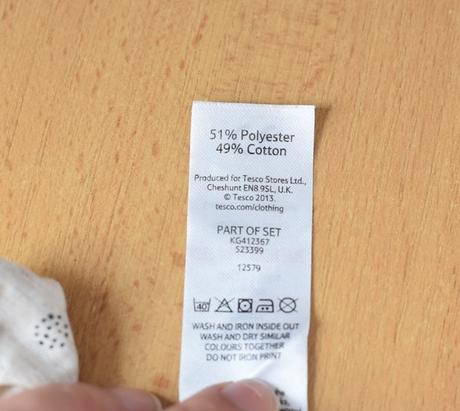 51% Polyester
49% Cotton
Produced for Tesco Stores Ltd.,
Cheshunt EN8 9SL, U.K.
© Tesco 2013.
tesco.com/clothing
PART OF SET
KG412367
S23399
12579
40
WASH AND IRON INSIDE OUT
WASH AND DRY SIMILAR
COLOURS TOGETHER
DO NOT IRON PRINT